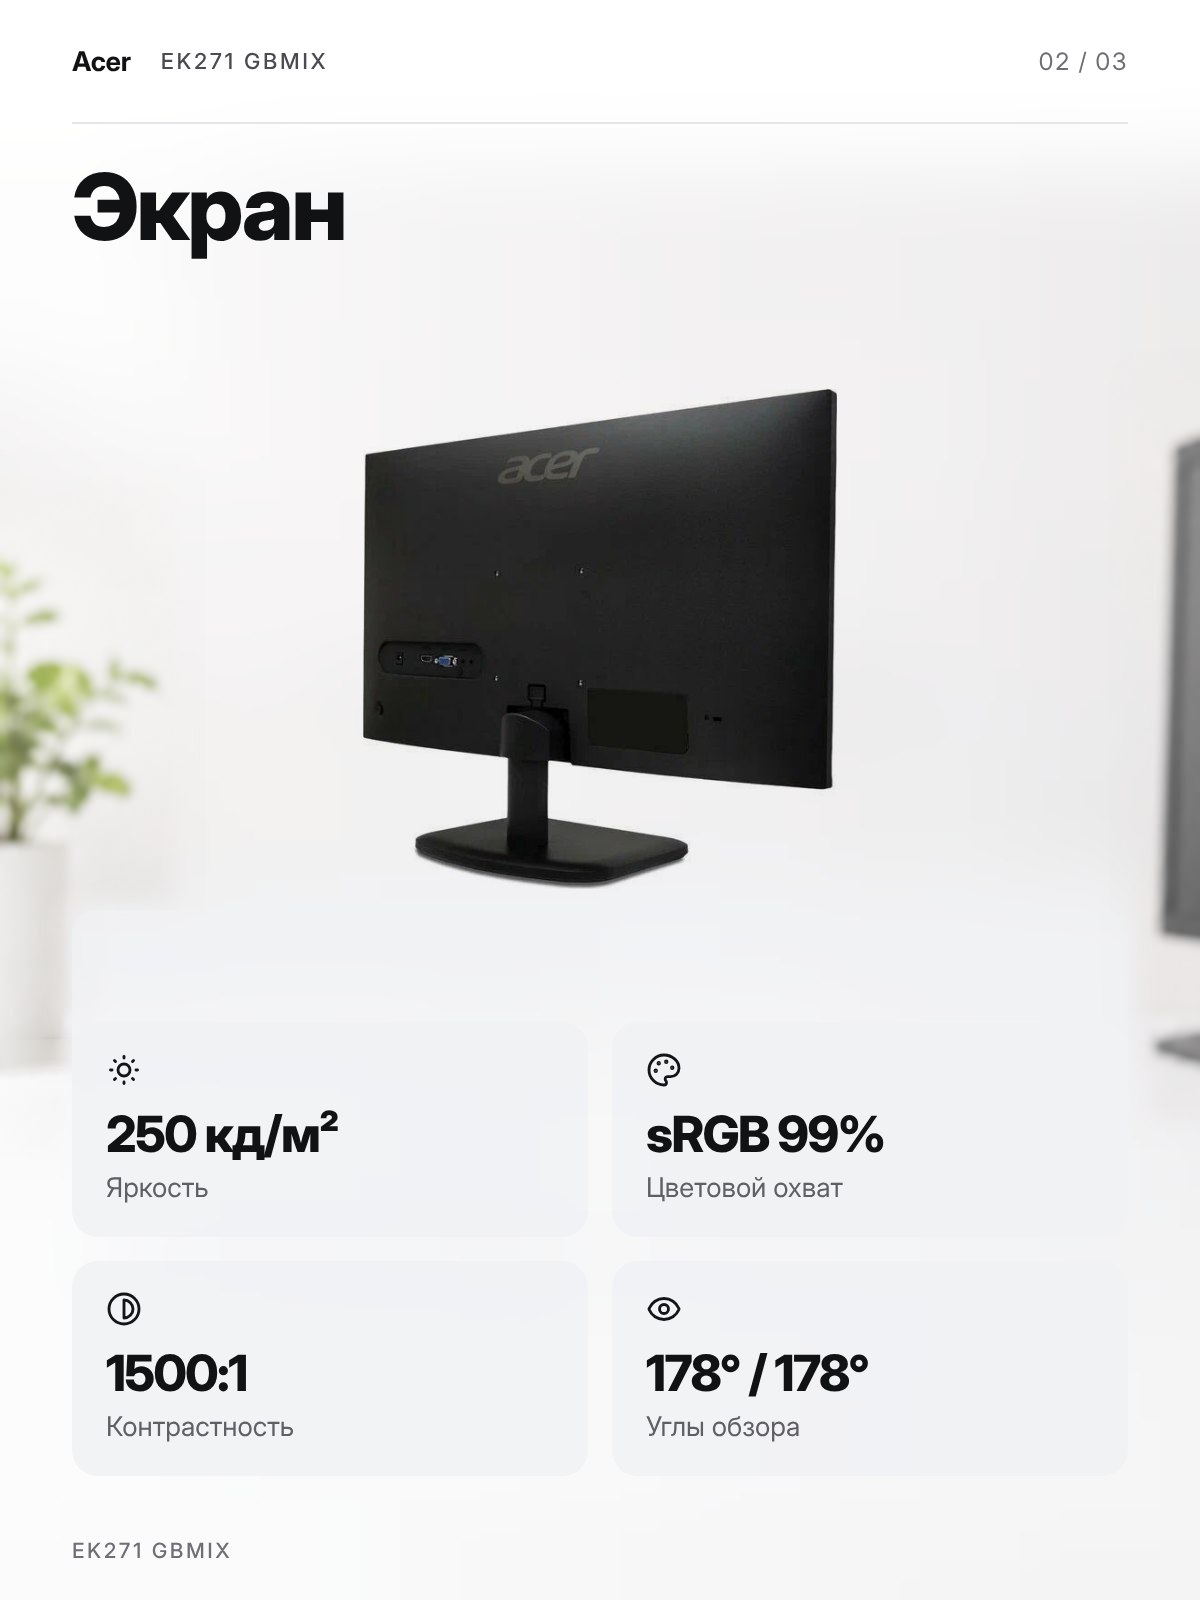 Acer EK271 GBMIX 02 / 03
Экран
acer
250 кд/м²
Яркость
sRGB 99%
Цветовой охват
1500:1
Контрастность
178° / 178°
Углы обзора
EK271 GBMIX